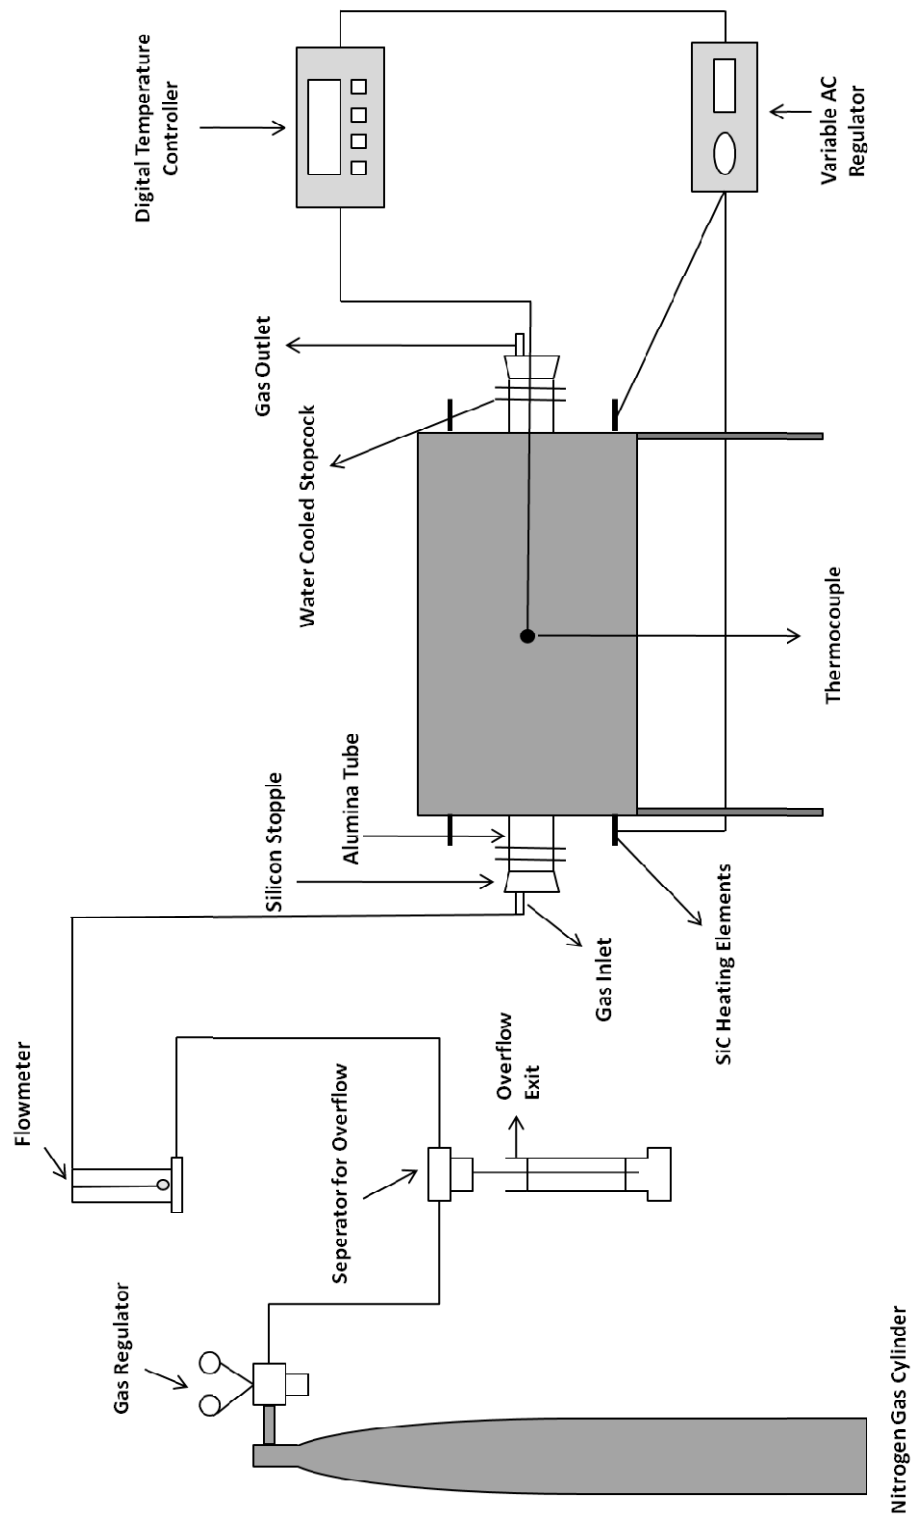 Digital Temperature
Controller
Variable AC
Regulator
Gas Outlet
Water Cooled Stopcock
Thermocouple
Alumina Tube
Silicon Stopple
Gas Inlet
SiC Heating Elements
Flowmeter
Overflow
Exit
Seperator for Overflow
Gas Regulator
Nitrogen Gas Cylinder